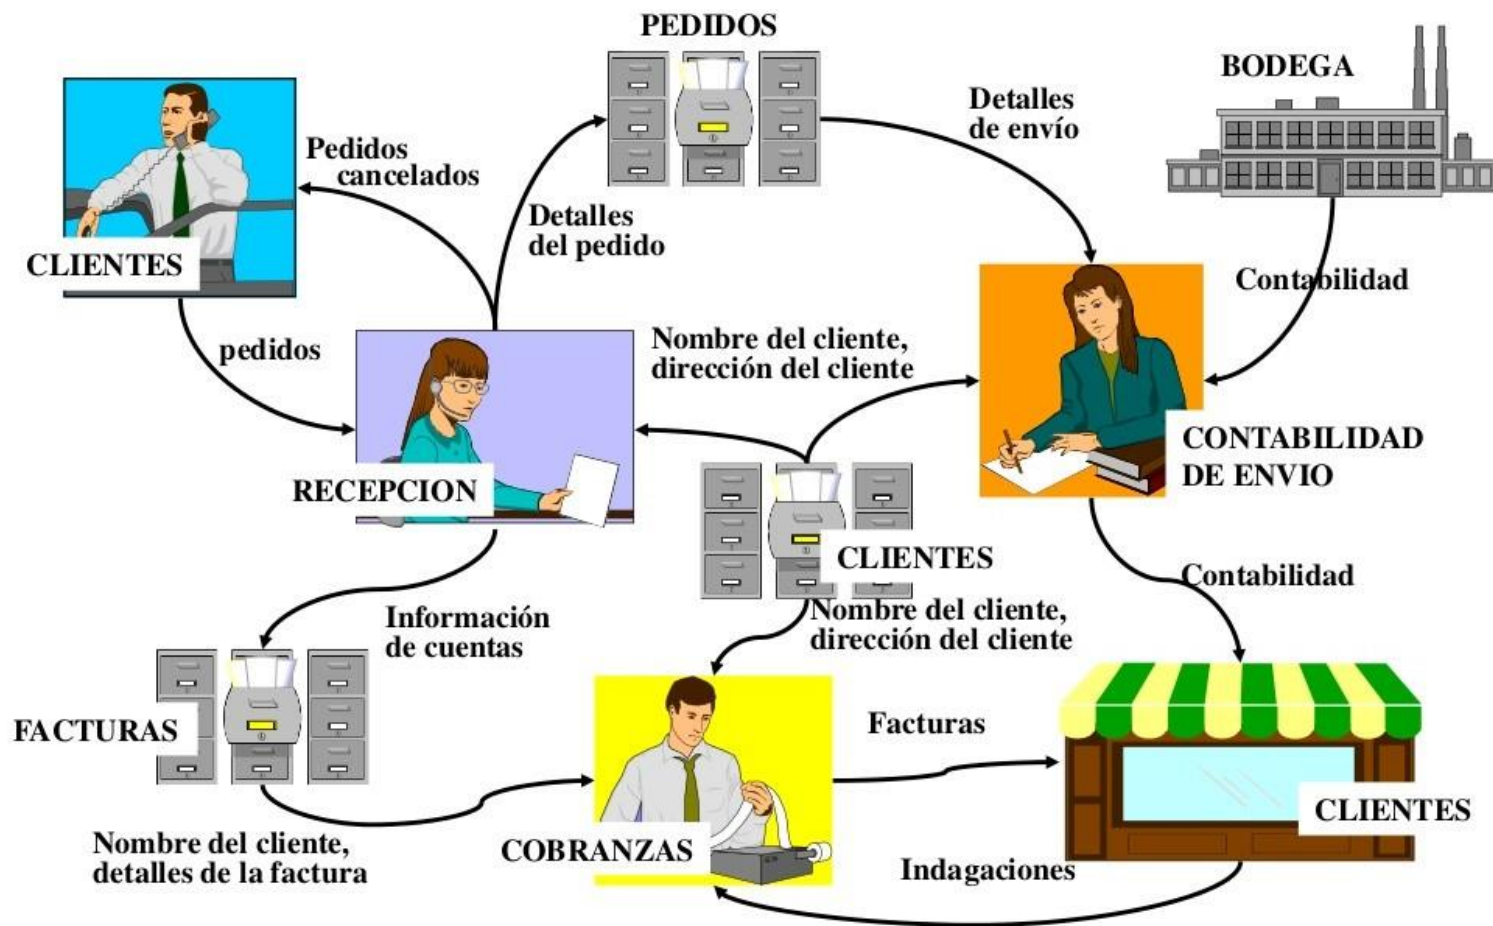 PEDIDOS
BODEGA
Detalles
de envío
Pedidos
cancelados
Detalles
del pedido
CLIENTES
Contabilidad
pedidos
Nombre del cliente,
dirección del cliente
CONTABILIDAD
DE ENVIO
RECEPCION
CLIENTES
Contabilidad
Nombre del cliente,
dirección del cliente
Información
de cuentas
FACTURAS
Facturas
CLIENTES
Nombre del cliente,
detalles de la factura
COBRANZAS
Indagaciones